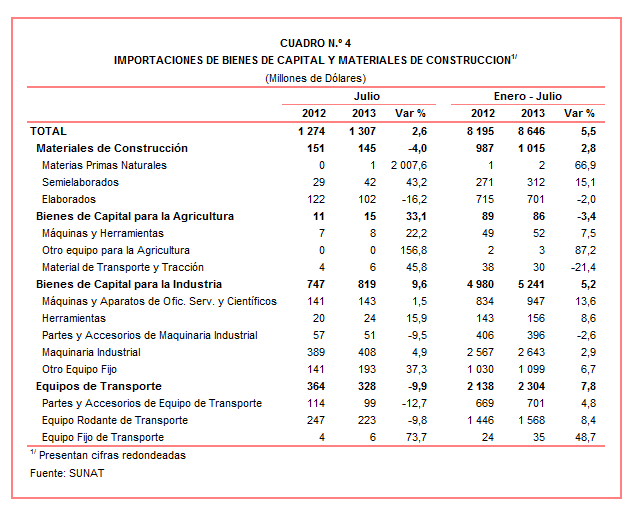 CUADRO N.º 4
IMPORTACIONES DE BIENES DE CAPITAL Y MATERIALES DE CONSTRUCCION1/
(Millones de Dólares)
Julio Enero - Julio
2012 2013 Var % 2012 2013 Var %
TOTAL 1 274 1 307 2,6 8 195 8 646 5,5
Materiales de Construcción 151 145 -4,0 987 1 015 2,8
Materias Primas Naturales 0 1 2 007,6 1 2 66,9
Semielaborados 29 42 43,2 271 312 15,1
Elaborados 122 102 -16,2 715 701 -2,0
Bienes de Capital para la Agricultura 11 15 33,1 89 86 -3,4
Máquinas y Herramientas 7 8 22,2 49 52 7,5
Otro equipo para la Agricultura 0 0 156,8 2 3 87,2
Material de Transporte y Tracción 4 6 45,8 38 30 -21,4
Bienes de Capital para la Industria 747 819 9,6 4 980 5 241 5,2
Máquinas y Aparatos de Ofic. Serv. y Científicos 141 143 1,5 834 947 13,6
Herramientas 20 24 15,9 143 156 8,6
Partes y Accesorios de Maquinaria Industrial 57 51 -9,5 406 396 -2,6
Maquinaria Industrial 389 408 4,9 2 567 2 643 2,9
Otro Equipo Fijo 141 193 37,3 1 030 1 099 6,7
Equipos de Transporte 364 328 -9,9 2 138 2 304 7,8
Partes y Accesorios de Equipo de Transporte 114 99 -12,7 669 701 4,8
Equipo Rodante de Transporte 247 223 -9,8 1 446 1 568 8,4
Equipo Fijo de Transporte 4 6 73,7 24 35 48,7
1/ Presentan cifras redondeadas
Fuente: SUNAT